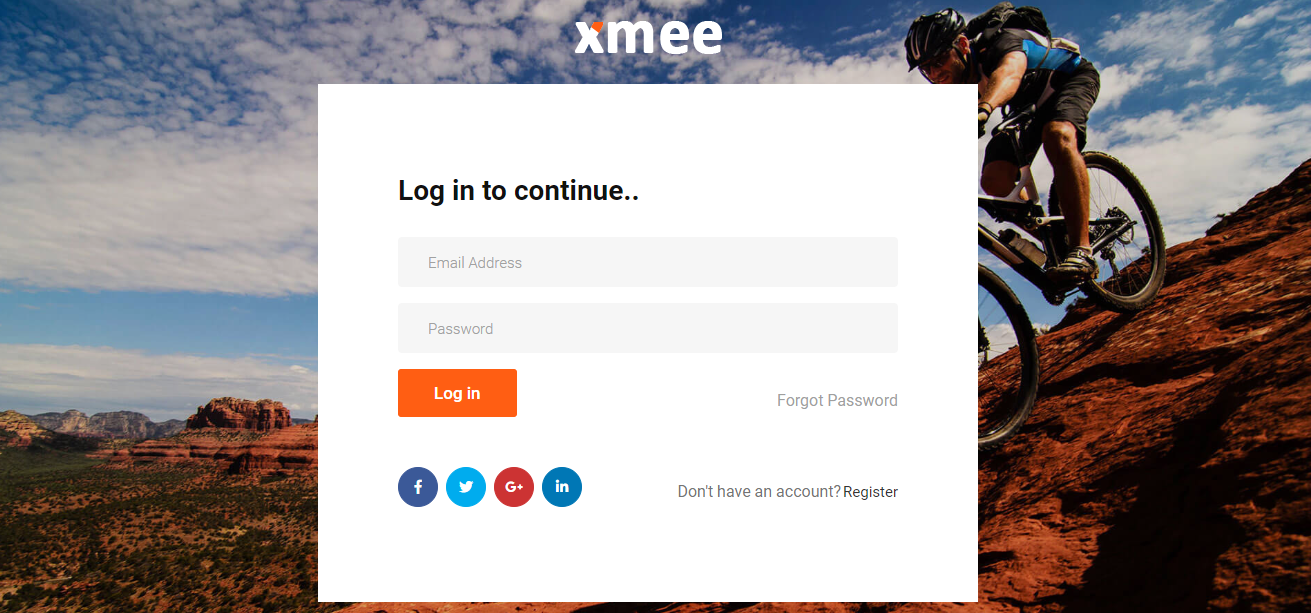 xmee
Log in to continue..
Email Address
Password
Log in
Forgot Password
f G+ in
Don't have an account? Register